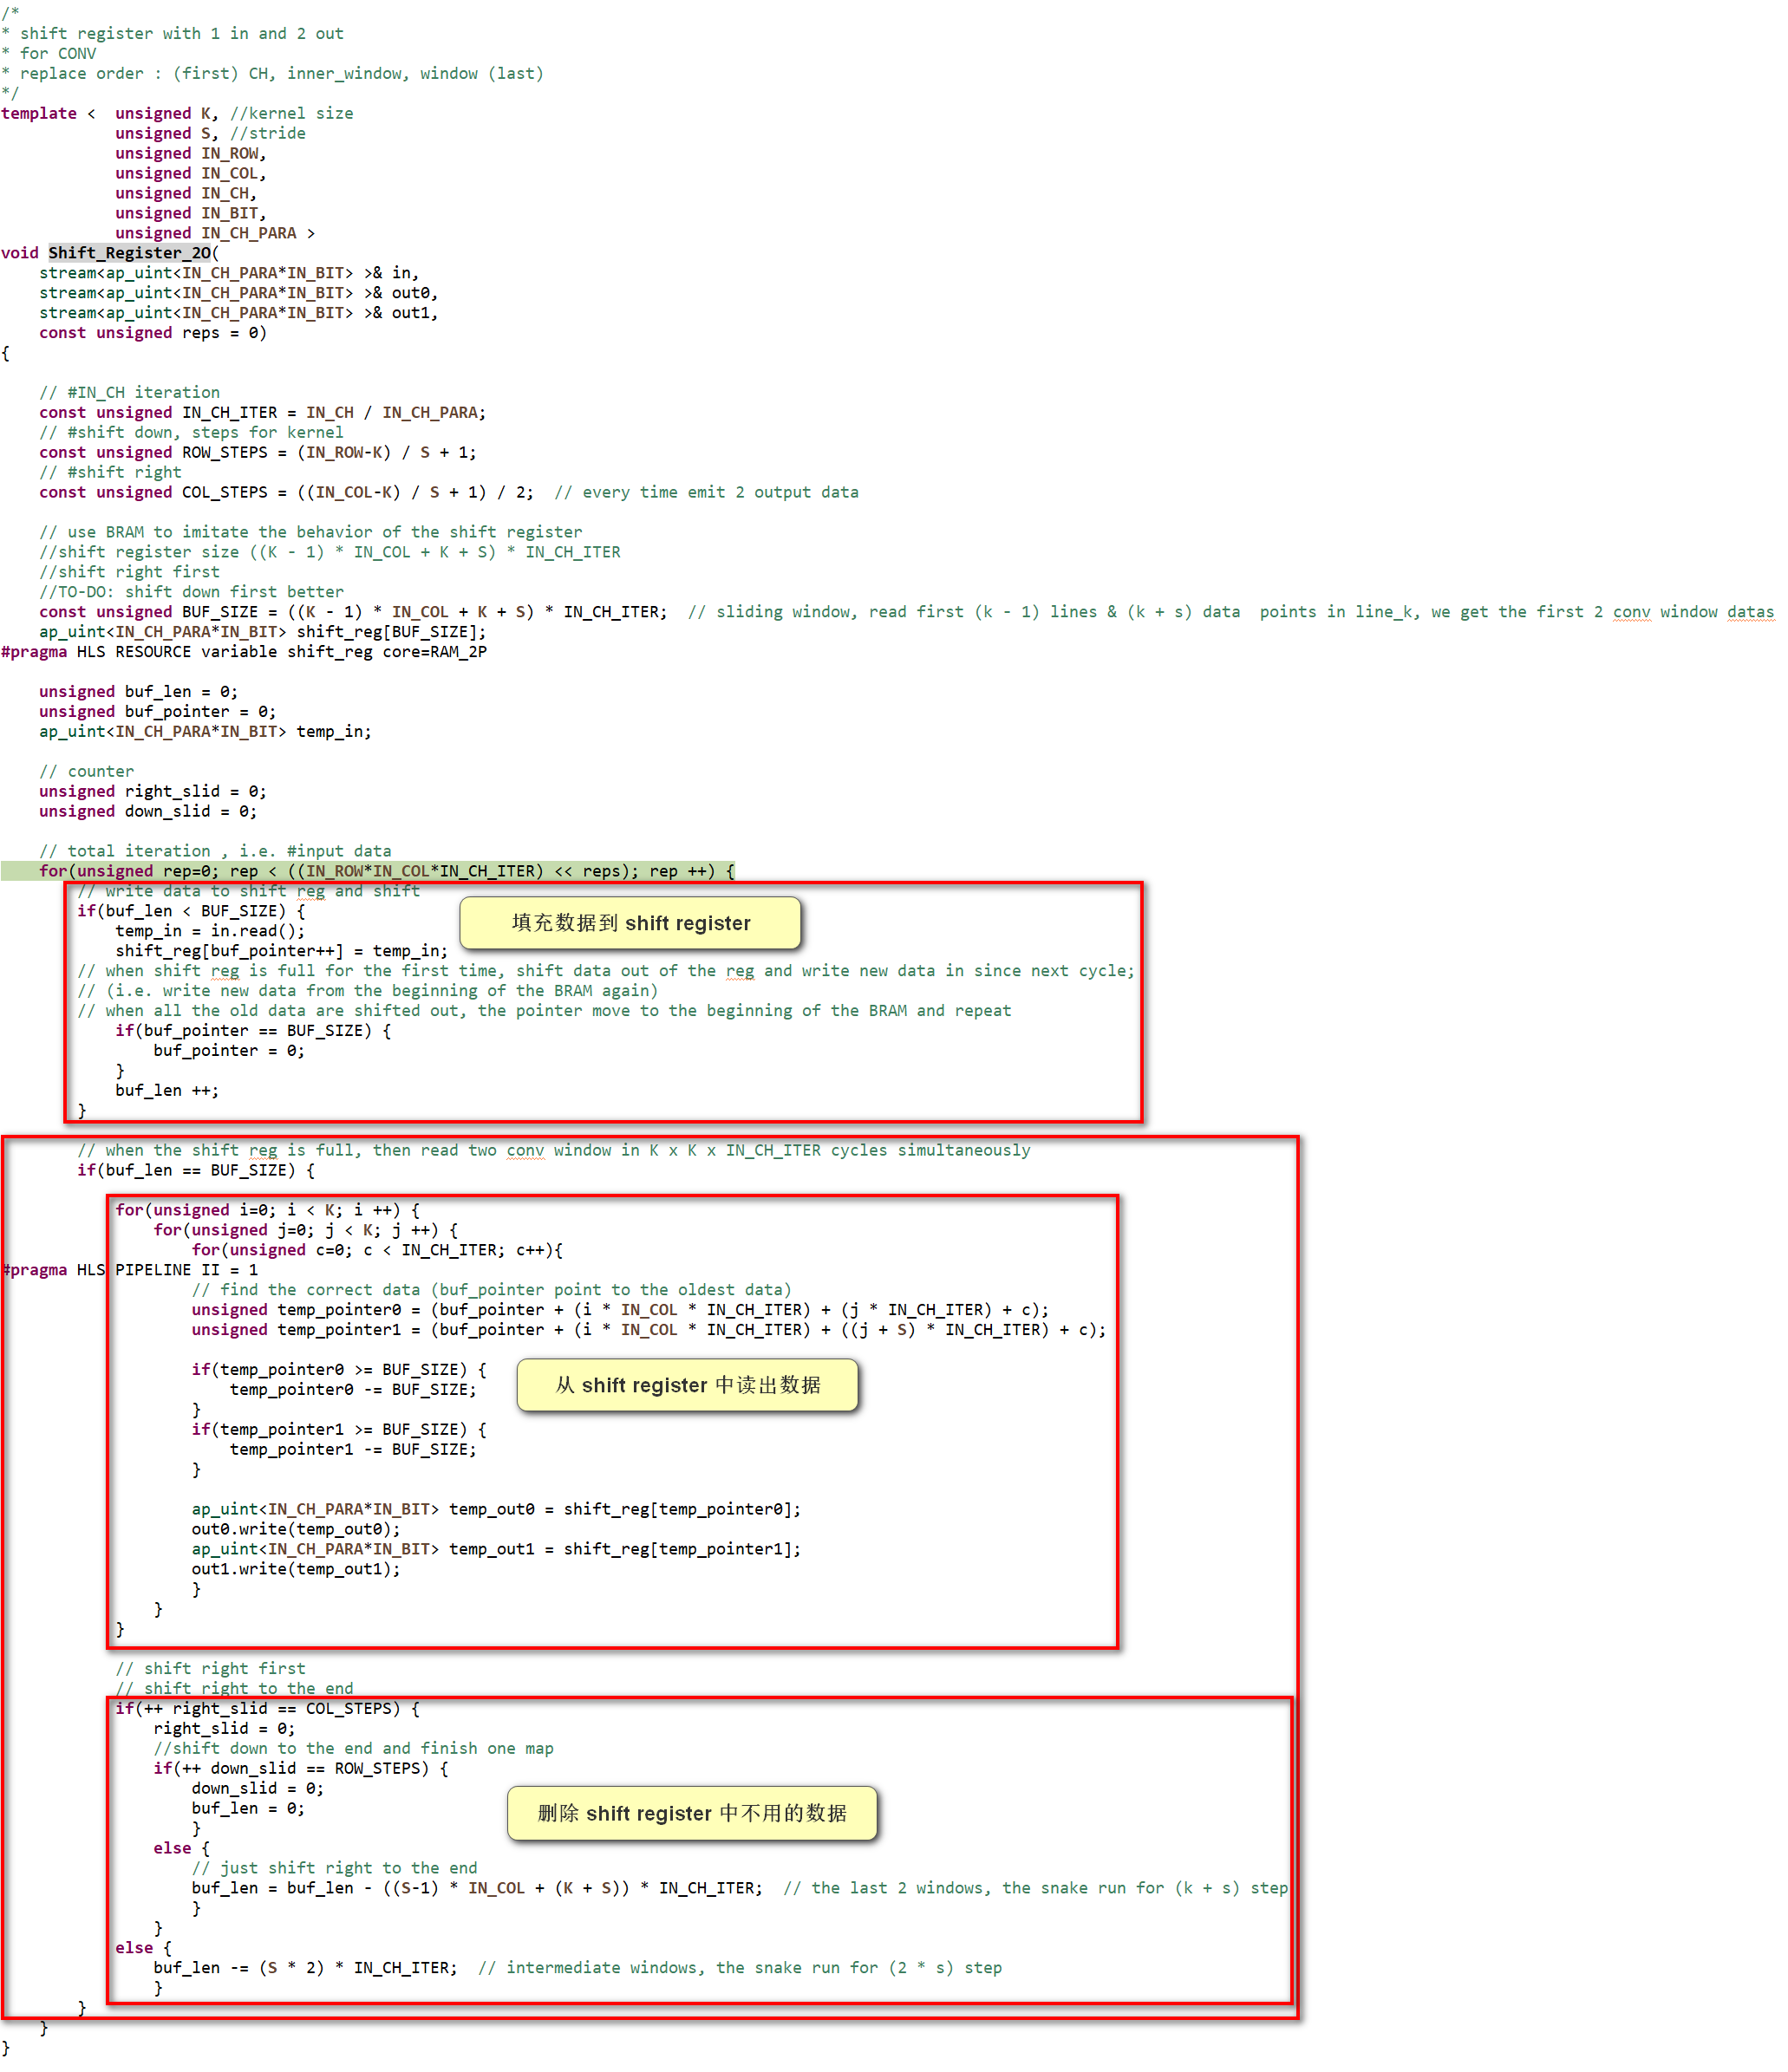 /*
* shift register with 1 in and 2 out
* for CONV
* replace order : (first) CH, inner_window, window (last)
*/
template <  unsigned K, //kernel size
            unsigned S, //stride
            unsigned IN_ROW,
            unsigned IN_COL,
            unsigned IN_CH,
            unsigned IN_BIT,
            unsigned IN_CH_PARA >
void Shift_Register_2O(
    stream<ap_uint<IN_CH_PARA*IN_BIT> >& in,
    stream<ap_uint<IN_CH_PARA*IN_BIT> >& out0,
    stream<ap_uint<IN_CH_PARA*IN_BIT> >& out1,
    const unsigned reps = 0)
{
    // #IN_CH iteration
    const unsigned IN_CH_ITER = IN_CH / IN_CH_PARA;
    // #shift down, steps for kernel
    const unsigned ROW_STEPS = (IN_ROW-K) / S + 1;
    // #shift right
    const unsigned COL_STEPS = ((IN_COL-K) / S + 1) / 2;  // every time emit 2 output data
    // use BRAM to imitate the behavior of the shift register
    //shift register size ((K - 1) * IN_COL + K + S) * IN_CH_ITER
    //shift right first
    //TO-DO: shift down first better
    const unsigned BUF_SIZE = ((K - 1) * IN_COL + K + S) * IN_CH_ITER;  // sliding window, read first (k - 1) lines & (k + s) data  points in line_k, we get the first 2 conv window datas
    ap_uint<IN_CH_PARA*IN_BIT> shift_reg[BUF_SIZE];
#pragma HLS RESOURCE variable shift_reg core=RAM_2P
    unsigned buf_len = 0;
    unsigned buf_pointer = 0;
    ap_uint<IN_CH_PARA*IN_BIT> temp_in;
    // counter
    unsigned right_slid = 0;
    unsigned down_slid = 0;
    // total iteration , i.e. #input data
    for(unsigned rep=0; rep < ((IN_ROW*IN_COL*IN_CH_ITER) << reps); rep ++) {
        // write data to shift reg and shift
        if(buf_len < BUF_SIZE) {
填充数据到 shift register
            temp_in = in.read();
            shift_reg[buf_pointer++] = temp_in;
        // when shift reg is full for the first time, shift data out of the reg and write new data in since next cycle;
        // (i.e. write new data from the beginning of the BRAM again)
        // when all the old data are shifted out, the pointer move to the beginning of the BRAM and repeat
            if(buf_pointer == BUF_SIZE) {
                buf_pointer = 0;
            }
            buf_len ++;
        }
        // when the shift reg is full, then read two conv window in K x K x IN_CH_ITER cycles simultaneously
        if(buf_len == BUF_SIZE) {
            for(unsigned i=0; i < K; i ++) {
                for(unsigned j=0; j < K; j ++) {
                    for(unsigned c=0; c < IN_CH_ITER; c++){
#pragma HLS PIPELINE II = 1
                    // find the correct data (buf_pointer point to the oldest data)
                    unsigned temp_pointer0 = (buf_pointer + (i * IN_COL * IN_CH_ITER) + (j * IN_CH_ITER) + c);
                    unsigned temp_pointer1 = (buf_pointer + (i * IN_COL * IN_CH_ITER) + ((j + S) * IN_CH_ITER) + c);
                    if(temp_pointer0 >= BUF_SIZE) {
                        temp_pointer0 -= BUF_SIZE;
从 shift register 中读出数据
                    }
                    if(temp_pointer1 >= BUF_SIZE) {
                        temp_pointer1 -= BUF_SIZE;
                    }
                    ap_uint<IN_CH_PARA*IN_BIT> temp_out0 = shift_reg[temp_pointer0];
                    out0.write(temp_out0);
                    ap_uint<IN_CH_PARA*IN_BIT> temp_out1 = shift_reg[temp_pointer1];
                    out1.write(temp_out1);
                    }
                }
            }
            // shift right first
            // shift right to the end
            if(++ right_slid == COL_STEPS) {
                right_slid = 0;
                //shift down to the end and finish one map
                if(++ down_slid == ROW_STEPS) {
                    down_slid = 0;
                    buf_len = 0;
删除 shift register 中不用的数据
                    }
                else {
                    // just shift right to the end
                    buf_len = buf_len - ((S-1) * IN_COL + (K + S)) * IN_CH_ITER;  // the last 2 windows, the snake run for (k + s) step
                    }
                }
            else {
                buf_len -= (S * 2) * IN_CH_ITER;  // intermediate windows, the snake run for (2 * s) step
                }
        }
    }
}